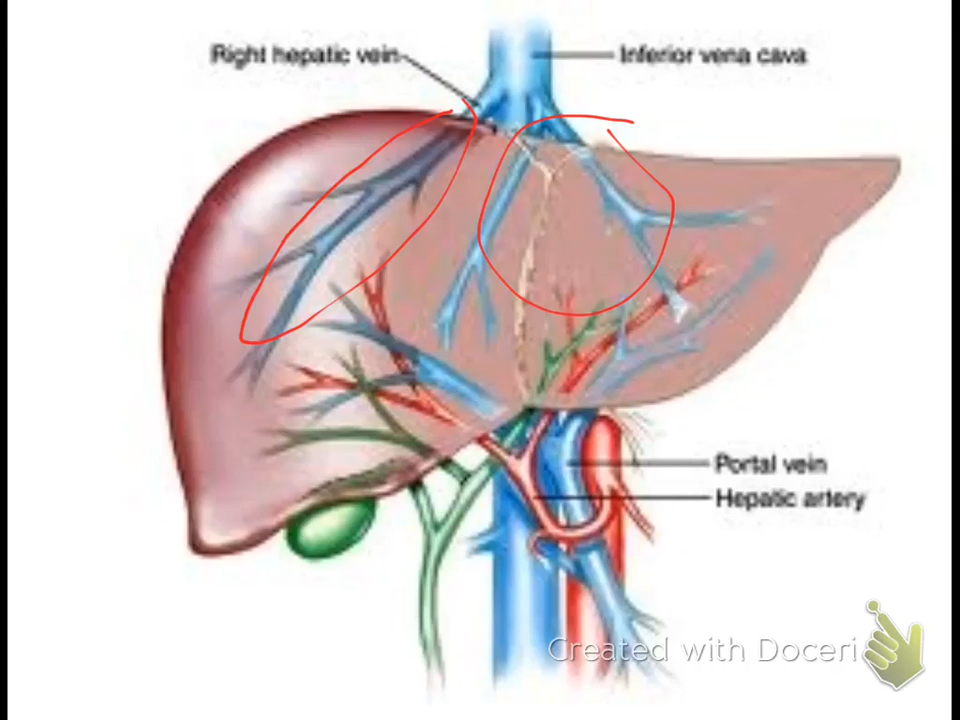 Right hepatic vein
Inferior vena cava
Portal vein
Hepatic artery
Created with Doceri